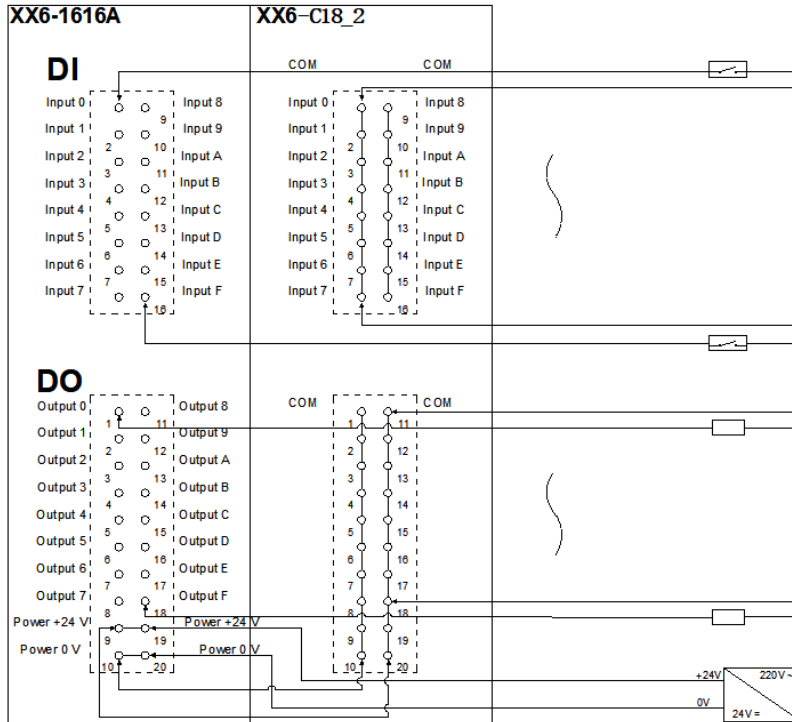 XX6-1616A XX6-C18_2
DI COM COM
Input 0 Input 8 Input 0 Input 8
9 9
Input 1 Input 9 Input 1 Input 9
2 10 2 10
Input 2 Input A Input 2 Input A
3 11 3 11
Input 3 Input B Input 3 Input B
4 12 4 12
Input 4 Input C Input 4 Input C
5 13 5 13
Input 5 Input D Input 5 Input D
6 14 6 14
Input 6 Input E Input 6 Input E
7 15 7 15
Input 7 Input F Input 7 Input F
16 16
DO
Output 0 Output 8 COM COM
1 11 1 11
Output 1 Output 9
2 12 2 12
Output 2 Output A
3 13 3 13
Output 3 Output B
4 14 4 14
Output 4 Output C
5 15 5 15
Output 5 Output D
6 16 6 16
Output 6 Output E
7 17 7 17
Output 7 Output F
8 18 8 18
Power +24 V Power +24 V
9 19 9 19
Power 0 V Power 0 V
10 20 10 20
+24V 220V~
0V
24V=